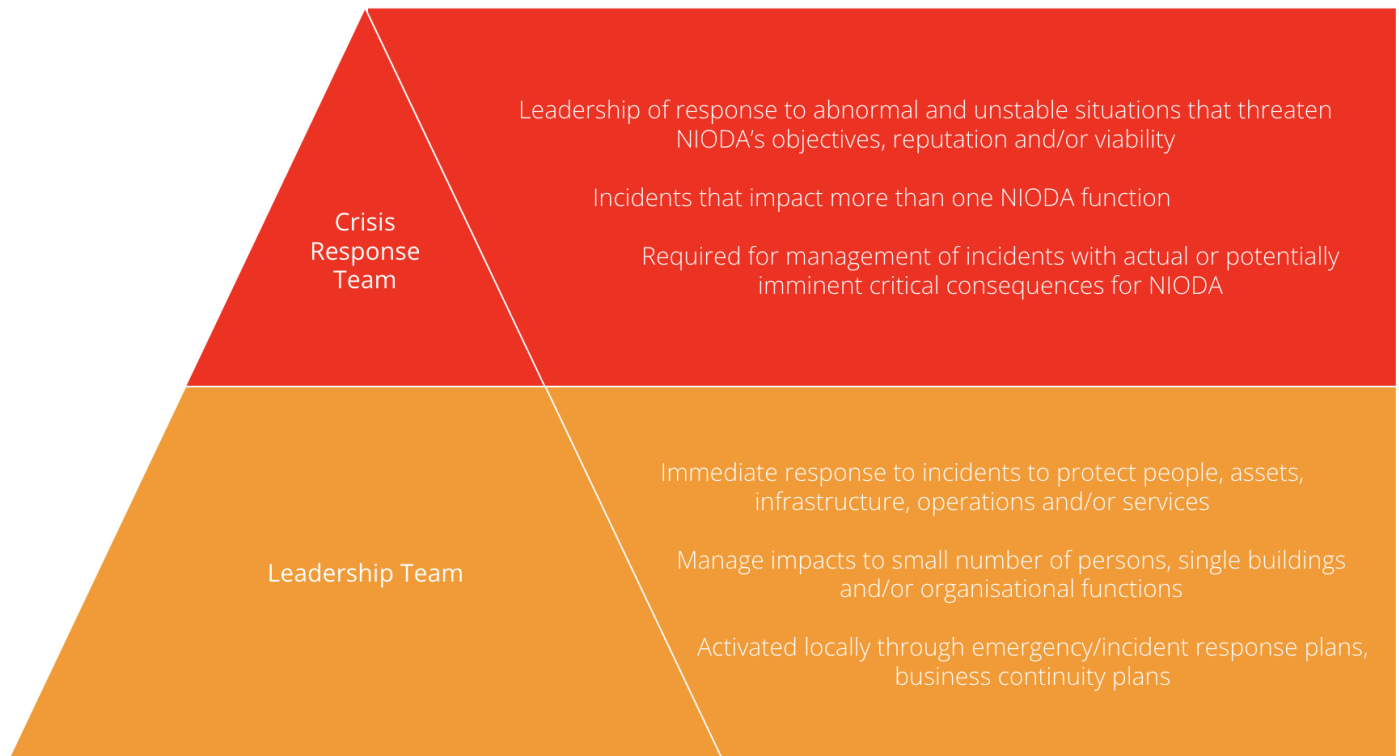 Crisis
Response
Team
Leadership of response to abnormal and unstable situations that threaten
NIODA’s objectives, reputation and/or viability
Incidents that impact more than one NIODA function
Required for management of incidents with actual or potentially
imminent critical consequences for NIODA
Leadership Team
Immediate response to incidents to protect people, assets,
infrastructure, operations and/or services
Manage impacts to small number of persons, single buildings
and/or organisational functions
Activated locally through emergency/incident response plans,
business continuity plans